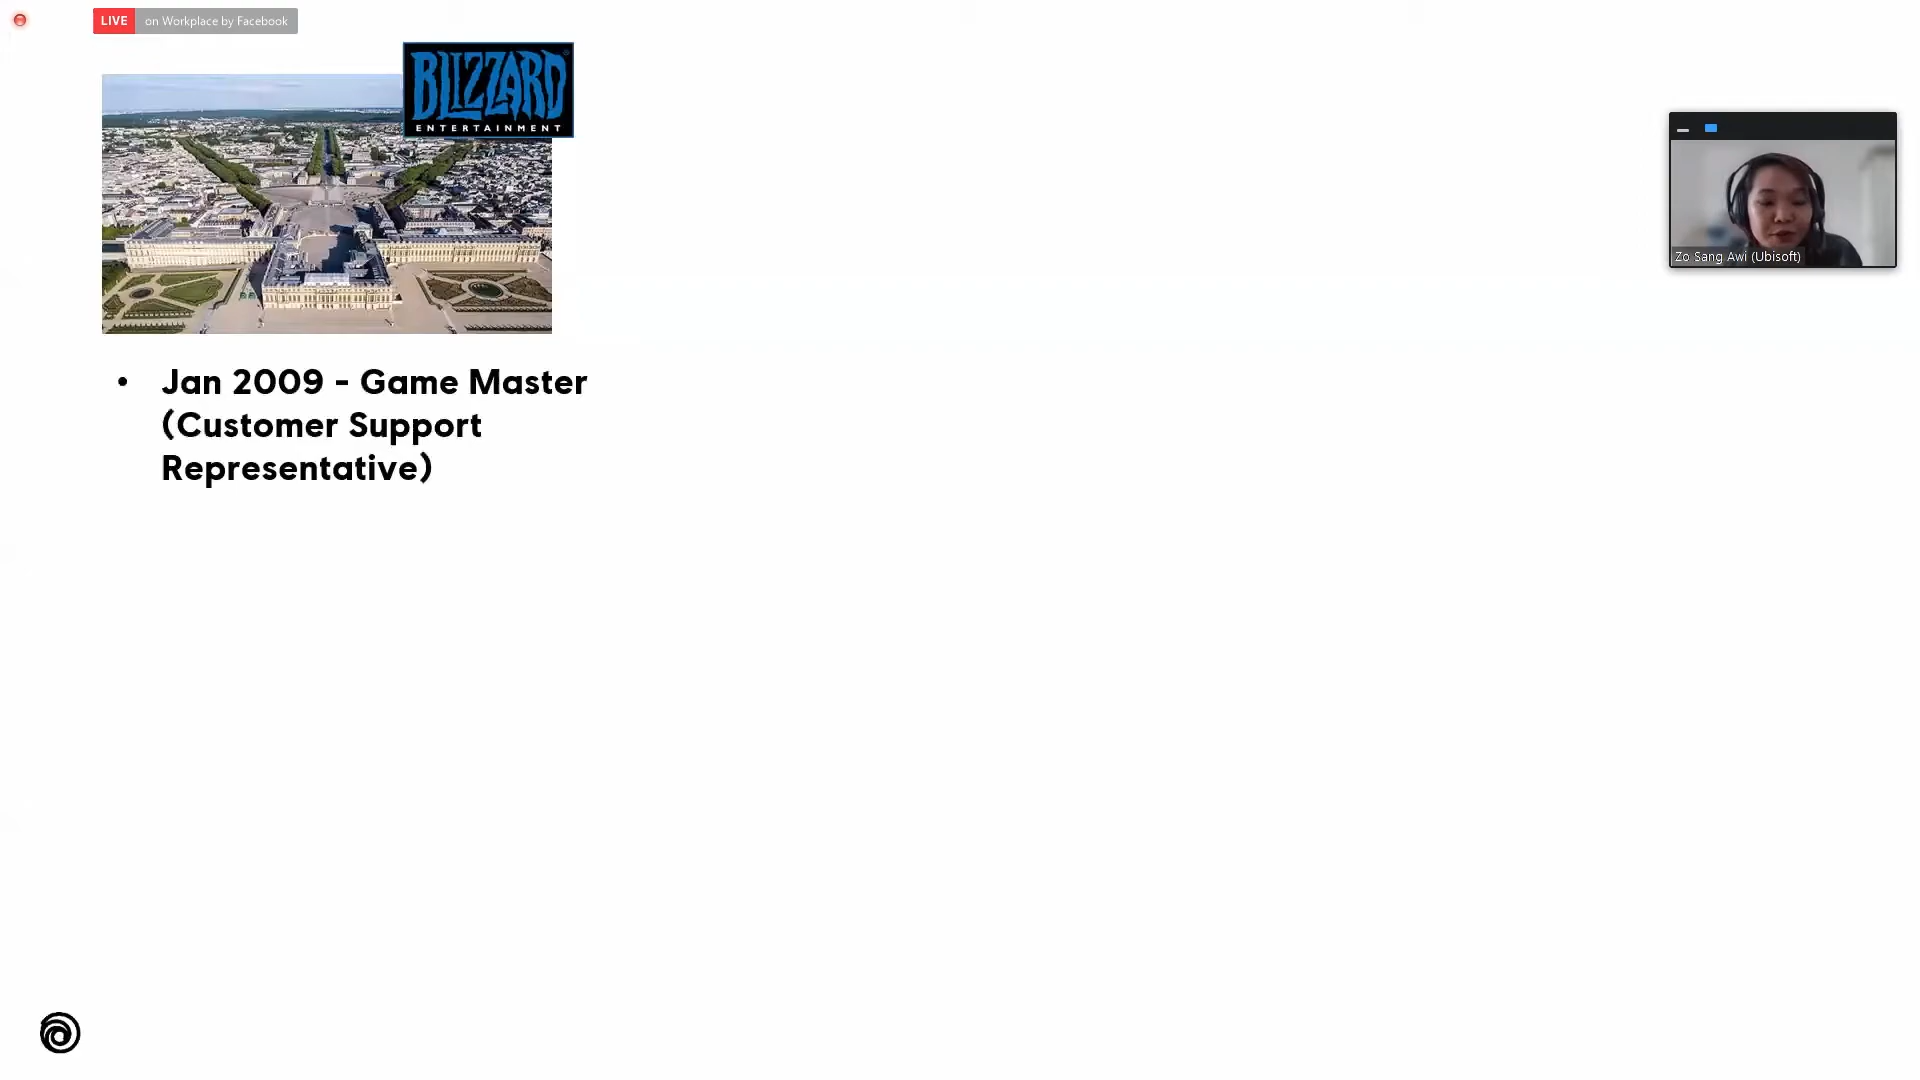 LIVE on Workplace by Facebook
BLIZZARD
ENTERTAINMENT
Zo Sang Awi (Ubisoft)
• Jan 2009 - Game Master
(Customer Support
Representative)